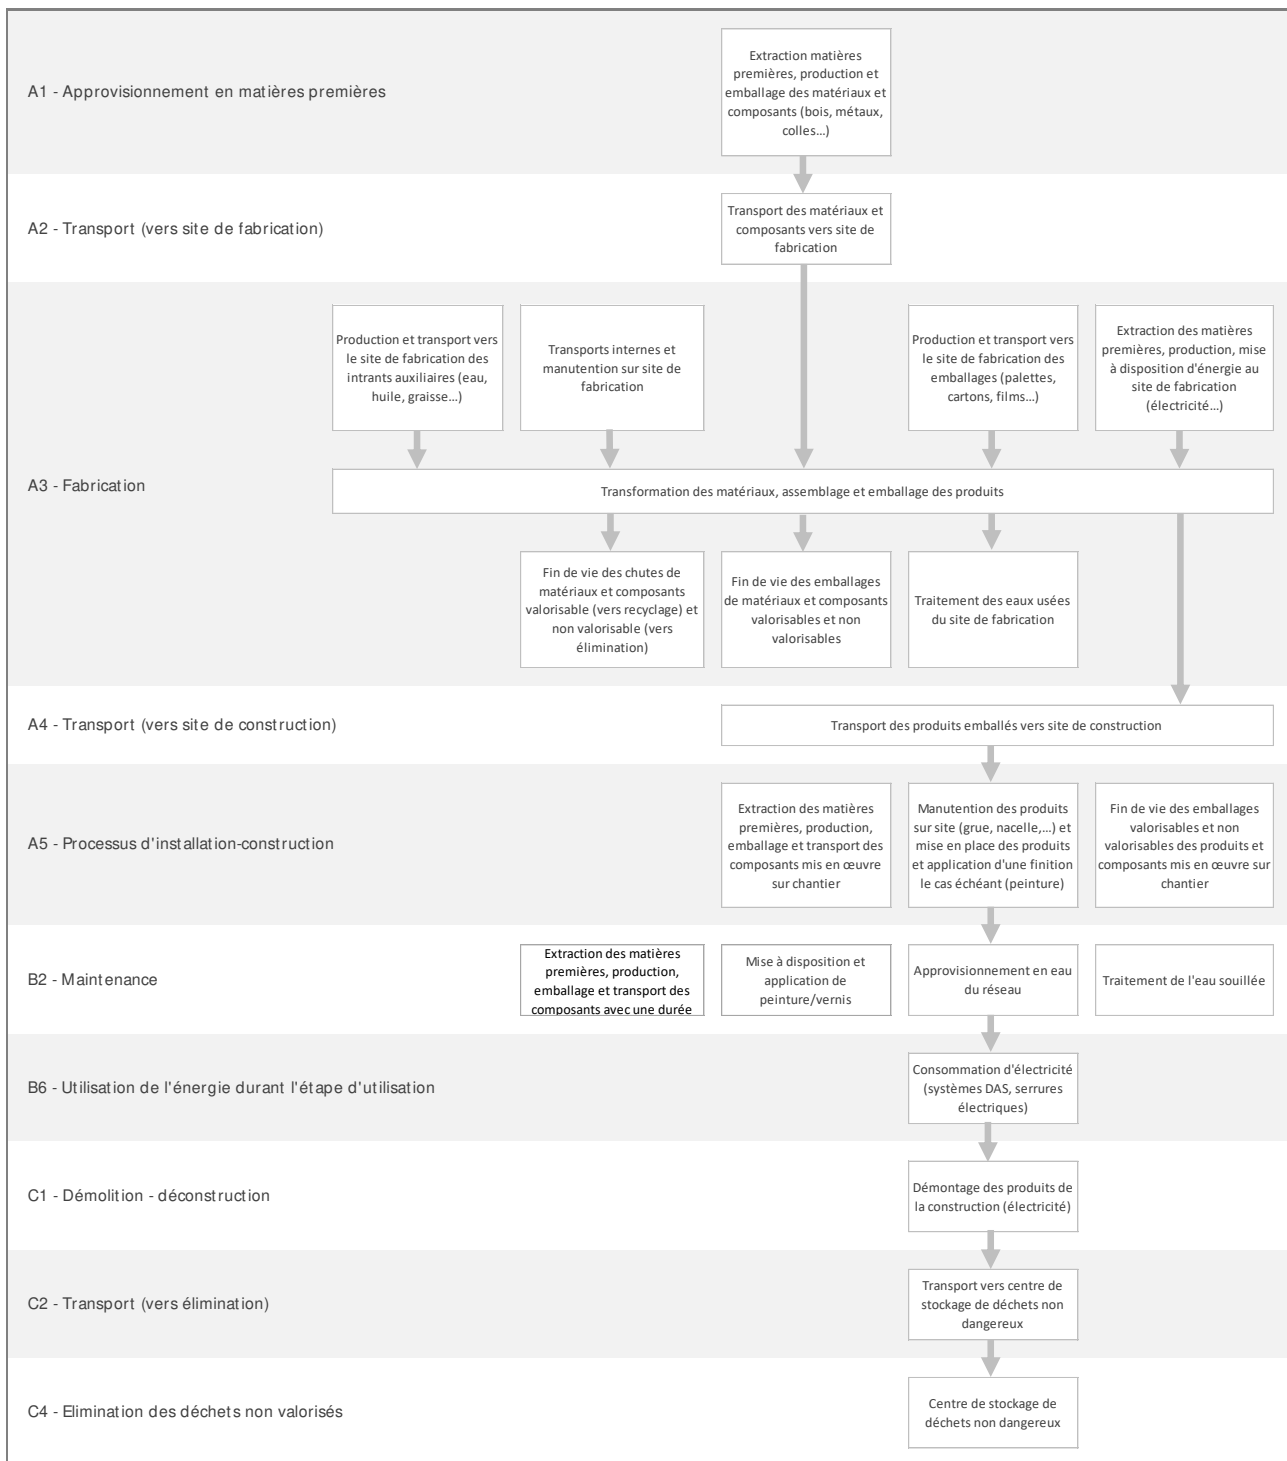 A1 - Approvisionnement en matières premières
Extraction matières
premières, production et
emballage des matériaux et
composants (bois, métaux,
colles…)
A2 - Transport (vers site de fabrication)
Transport des matériaux et
composants vers site de
fabrication
A3 - Fabrication
Production et transport vers
le site de fabrication des
intrants auxiliaires (eau,
huile, graisse…)
Transports internes et
manutention sur site de
fabrication
Production et transport vers
le site de fabrication des
emballages (palettes,
cartons, films…)
Extraction des matières
premières, production, mise
à disposition d'énergie au
site de fabrication
(électricité…)
Transformation des matériaux, assemblage et emballage des produits
Fin de vie des chutes de
matériaux et composants
valorisable (vers recyclage) et
non valorisable (vers
élimination)
Fin de vie des emballages
de matériaux et composants
valorisables et non
valorisables
Traitement des eaux usées
du site de fabrication
A4 - Transport (vers site de construction)
Transport des produits emballés vers site de construction
A5 - Processus d'installation-construction
Extraction des matières
premières, production,
emballage et transport des
composants mis en œuvre
sur chantier
Manutention des produits
sur site (grue, nacelle,…) et
mise en place des produits
et application d'une finition
le cas échéant (peinture)
Fin de vie des emballages
valorisables et non
valorisables des produits et
composants mis en œuvre sur
chantier
B2 - Maintenance
Extraction des matières
premières, production,
emballage et transport des
composants avec une durée
Mise à disposition et
application de
peinture/vernis
Approvisionnement en eau
du réseau
Traitement de l'eau souillée
B6 - Utilisation de l'énergie durant l'étape d'utilisation
Consommation d'électricité
(systèmes DAS, serrures
électriques)
C1 - Démolition - déconstruction
Démontage des produits de
la construction (électricité)
C2 - Transport (vers élimination)
Transport vers centre de
stockage de déchets non
dangereux
C4 - Elimination des déchets non valorisés
Centre de stockage de
déchets non dangereux